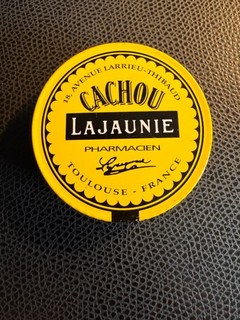 18, AVENUE LARRIEU-THIBAUD
CACHOU
LAJAUNIE
PHARMACIEN
TOULOUSE - FRANCE